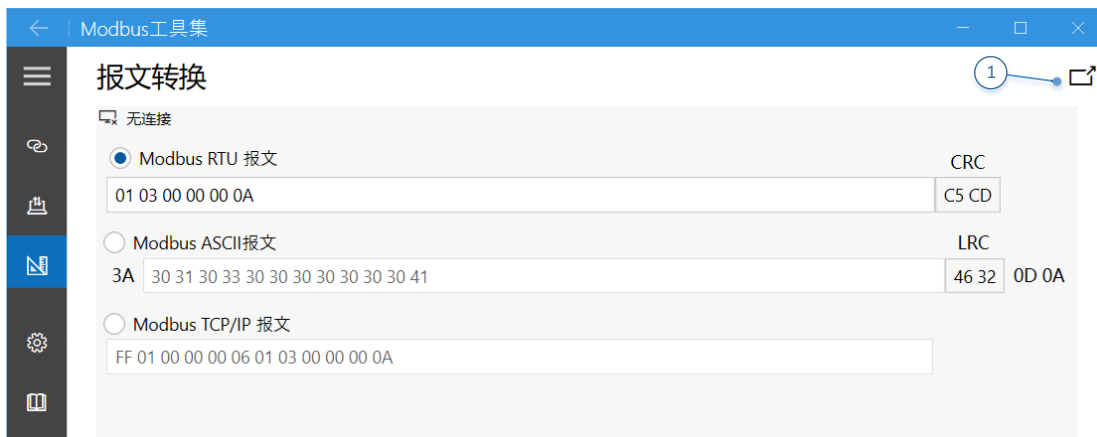 Modbus工具集
报文转换
1
无连接
Modbus RTU 报文
CRC
01 03 00 00 00 0A
C5 CD
Modbus ASCII报文
LRC
3A
30 31 30 33 30 30 30 30 30 30 30 41
46 32
0D 0A
Modbus TCP/IP 报文
FF 01 00 00 00 06 01 03 00 00 00 0A